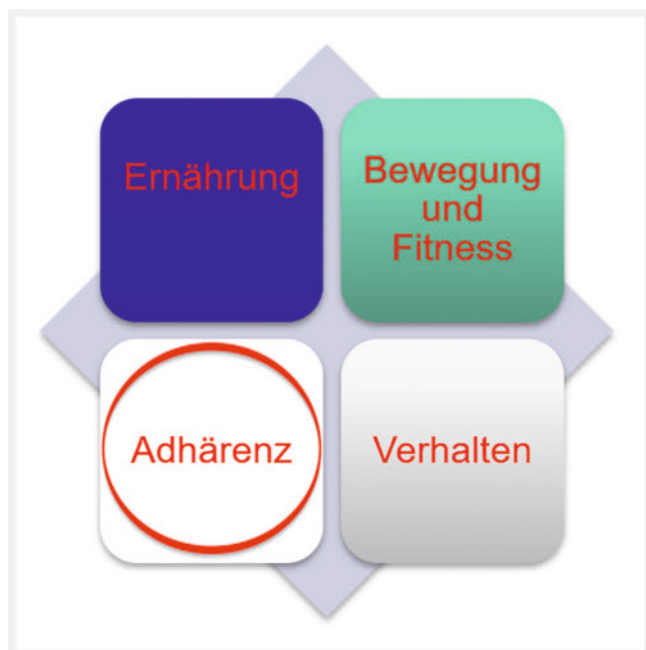 Ernährung
Bewegung
und
Fitness
Adhärenz
Verhalten